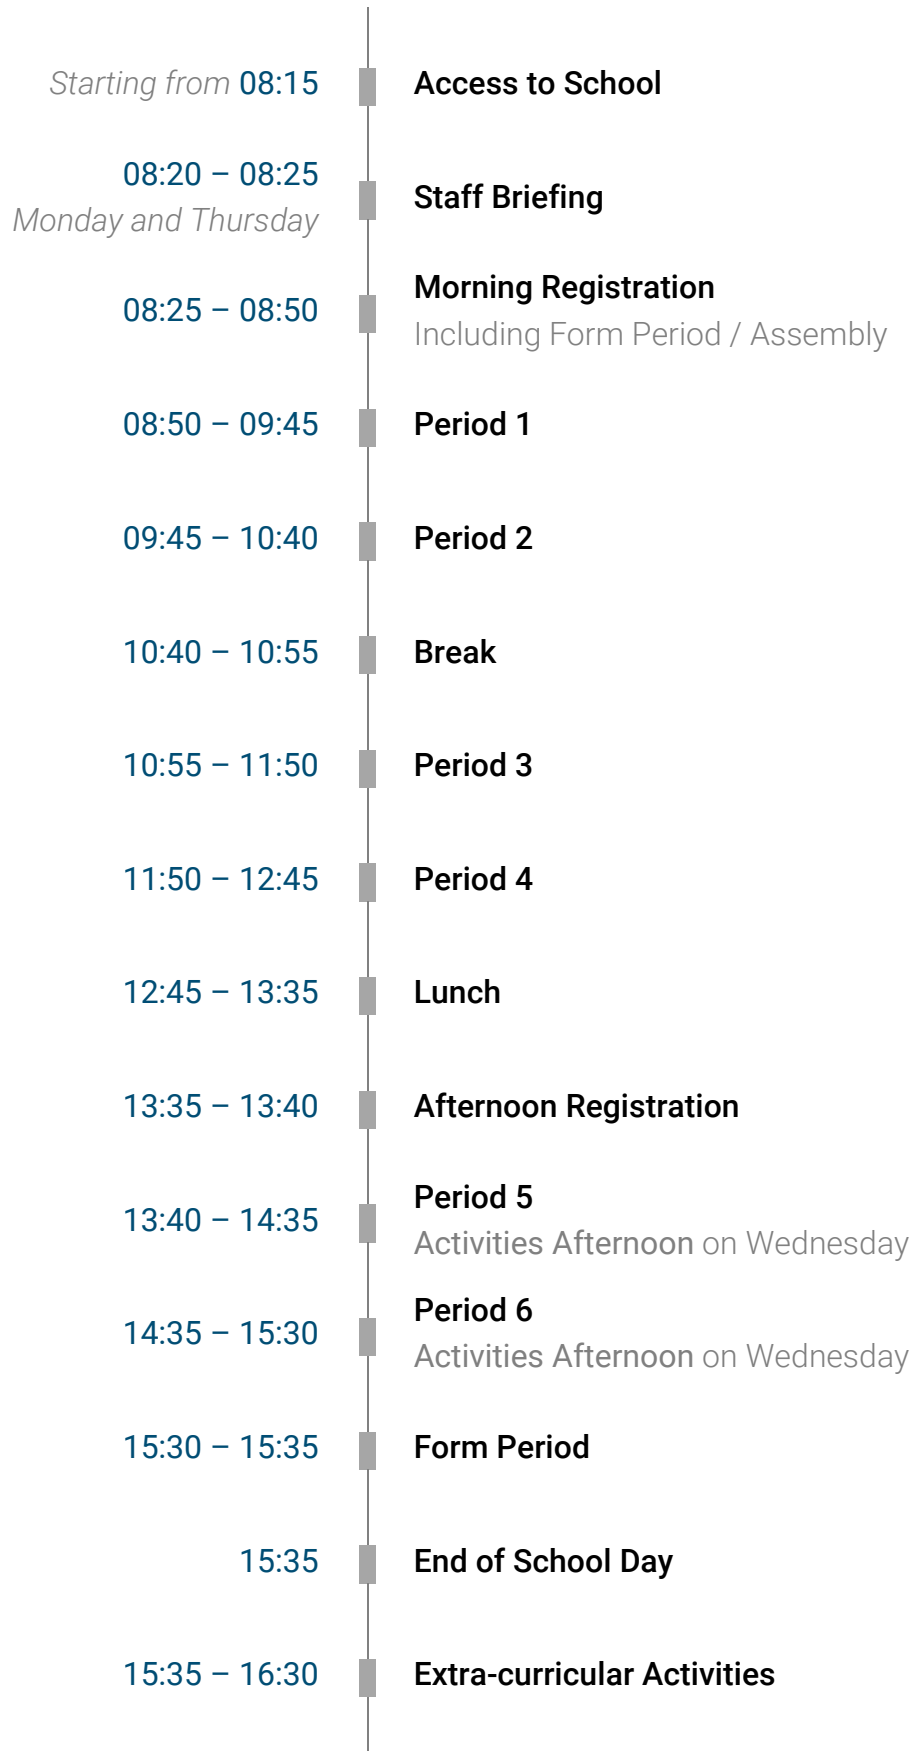 Starting from 08:15
Access to School
08:20 – 08:25
Monday and Thursday
Staff Briefing
08:25 – 08:50
Morning Registration
Including Form Period / Assembly
08:50 – 09:45
Period 1
09:45 – 10:40
Period 2
10:40 – 10:55
Break
10:55 – 11:50
Period 3
11:50 – 12:45
Period 4
12:45 – 13:35
Lunch
13:35 – 13:40
Afternoon Registration
13:40 – 14:35
Period 5
Activities Afternoon on Wednesday
14:35 – 15:30
Period 6
Activities Afternoon on Wednesday
15:30 – 15:35
Form Period
15:35
End of School Day
15:35 – 16:30
Extra-curricular Activities